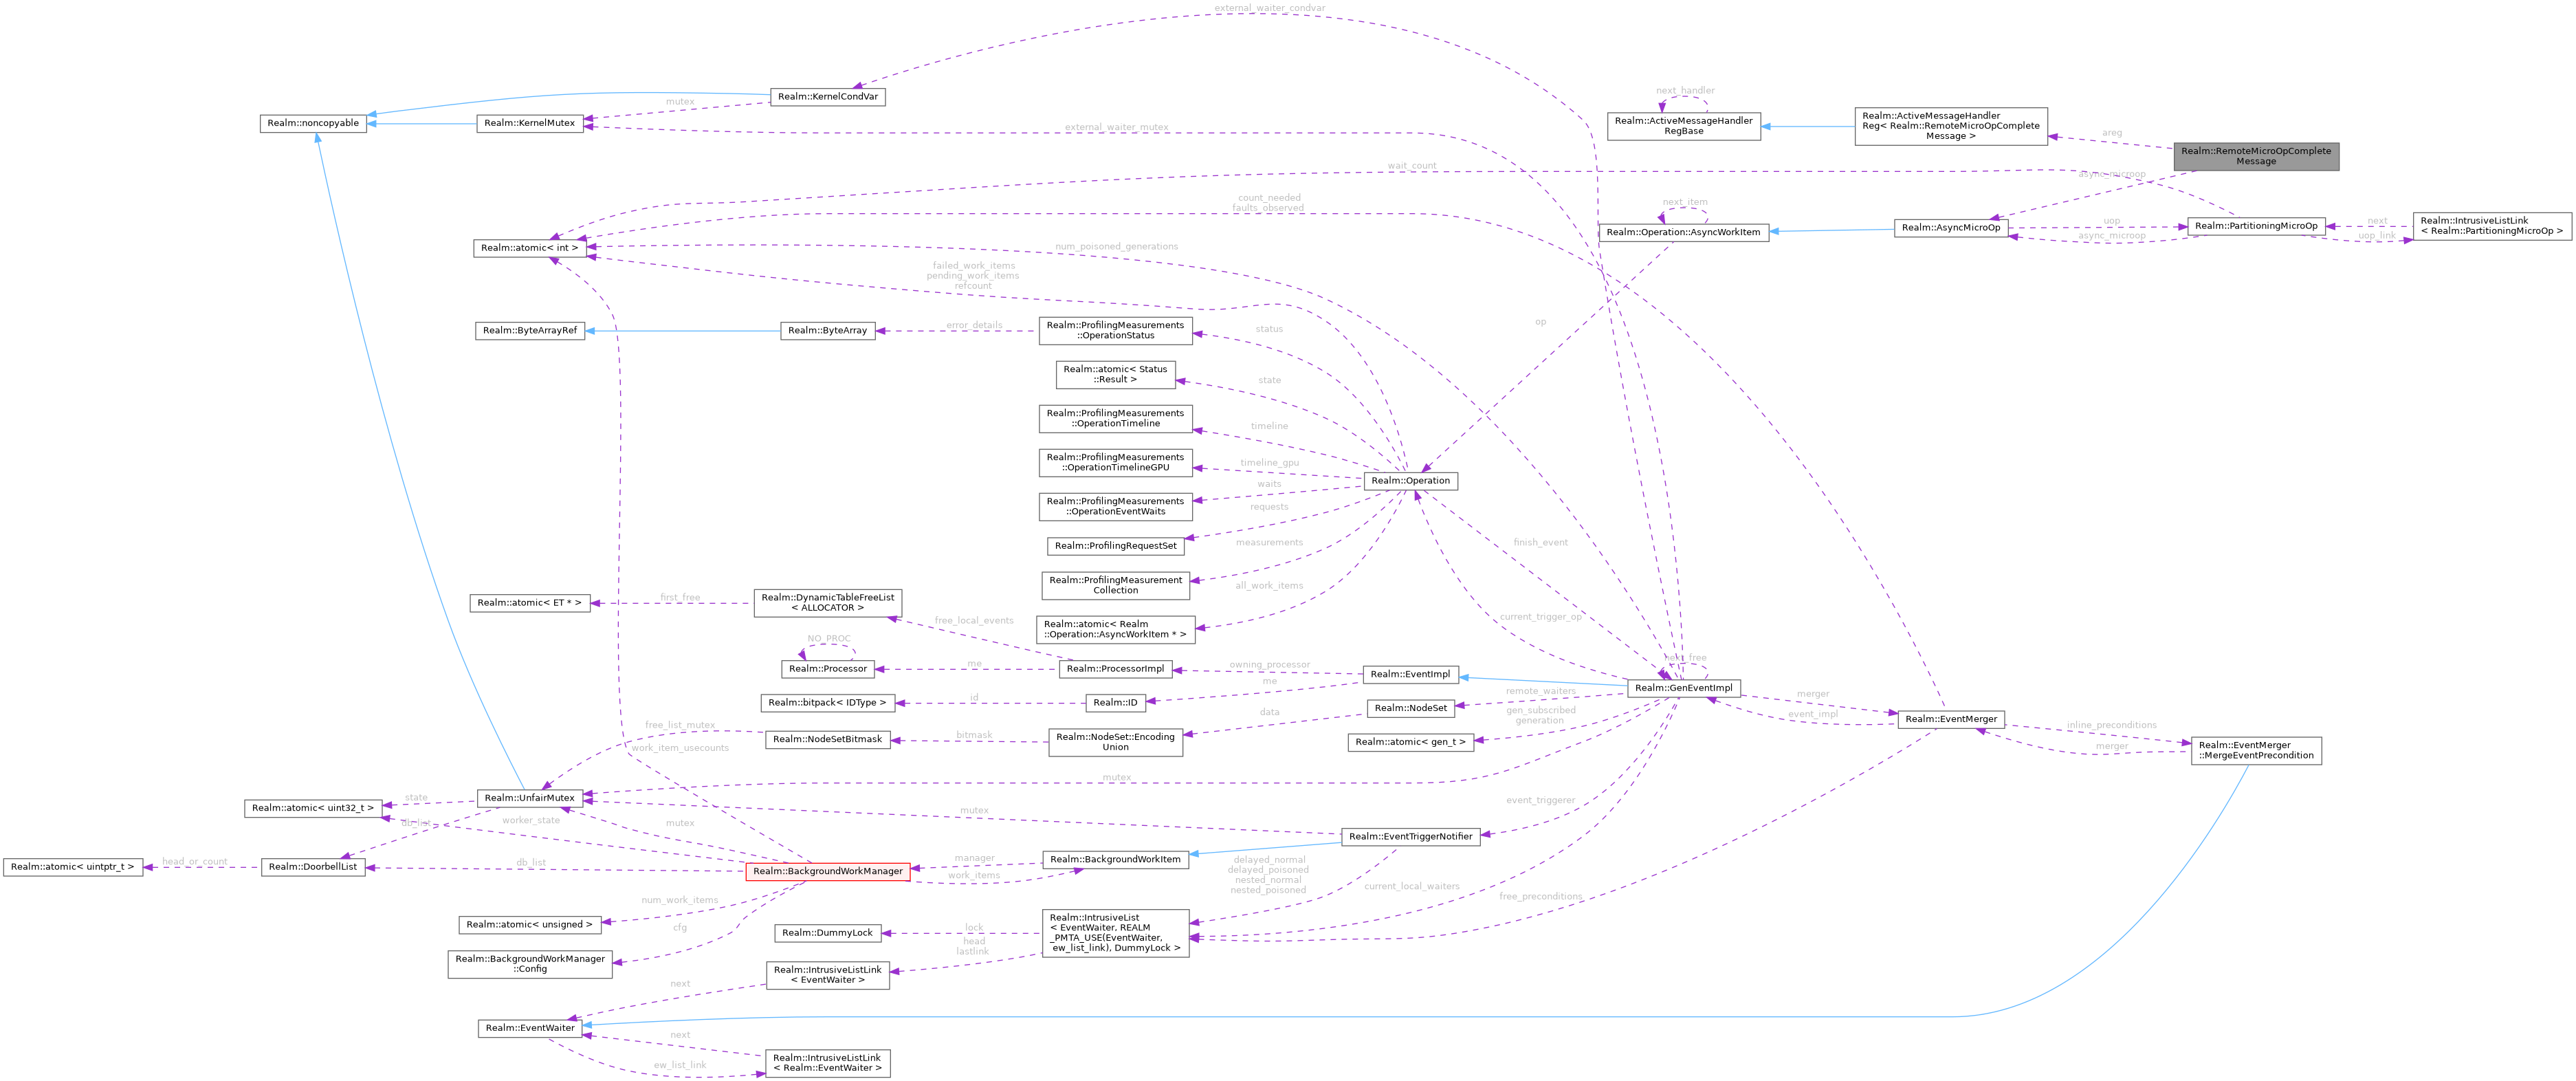 external_waiter_condvar
Realm::KernelCondVar
mutex
Realm::noncopyable
Realm::KernelMutex
external_waiter_mutex
next_handler
Realm::ActiveMessageHandler
RegBase
Realm::ActiveMessageHandler
Reg< Realm::RemoteMicroOpComplete
Message >
areg
Realm::RemoteMicroOpComplete
Message
wait_count
async_microop
count_needed
faults_observed
next_item
Realm::Operation::AsyncWorkItem
Realm::AsyncMicroOp
uop
async_microop
Realm::PartitioningMicroOp
next
uop_link
Realm::IntrusiveListLink
< Realm::PartitioningMicroOp >
Realm::atomic< int >
num_poisoned_generations
failed_work_items
pending_work_items
refcount
Realm::ByteArrayRef
Realm::ByteArray
error_details
Realm::ProfilingMeasurements
::OperationStatus
status
op
Realm::atomic< Status
::Result >
state
Realm::ProfilingMeasurements
::OperationTimeline
timeline
Realm::ProfilingMeasurements
::OperationTimelineGPU
timeline_gpu
Realm::Operation
waits
Realm::ProfilingMeasurements
::OperationEventWaits
requests
Realm::ProfilingRequestSet
measurements
finish_event
Realm::ProfilingMeasurement
Collection
all_work_items
Realm::atomic< ET * >
first_free
Realm::DynamicTableFreeList
< ALLOCATOR >
free_local_events
Realm::atomic< Realm
::Operation::AsyncWorkItem * >
current_trigger_op
NO_PROC
Realm::Processor
me
Realm::ProcessorImpl
owning_processor
Realm::EventImpl
next_free
Realm::GenEventImpl
me
Realm::bitpack< IDType >
id
Realm::ID
remote_waiters
Realm::NodeSet
merger
event_impl
Realm::EventMerger
inline_preconditions
merger
Realm::EventMerger
::MergeEventPrecondition
data
gen_subscribed
generation
free_list_mutex
work_item_usecounts
Realm::NodeSetBitmask
bitmask
Realm::NodeSet::Encoding
Union
Realm::atomic< gen_t >
mutex
Realm::atomic< uint32_t >
state
Realm::UnfairMutex
db_list
worker_state
mutex
mutex
event_triggerer
Realm::EventTriggerNotifier
Realm::atomic< uintptr_t >
head_or_count
Realm::DoorbellList
db_list
Realm::BackgroundWorkManager
manager
work_items
Realm::BackgroundWorkItem
delayed_normal
delayed_poisoned
nested_normal
nested_poisoned
current_local_waiters
free_preconditions
num_work_items
Realm::atomic< unsigned >
cfg
Realm::DummyLock
lock
head
lastlink
Realm::IntrusiveList
< EventWaiter, REALM
_PMTA_USE(EventWaiter,
ew_list_link), DummyLock >
Realm::BackgroundWorkManager
::Config
Realm::IntrusiveListLink
< EventWaiter >
next
Realm::EventWaiter
next
ew_list_link
Realm::IntrusiveListLink
< Realm::EventWaiter >